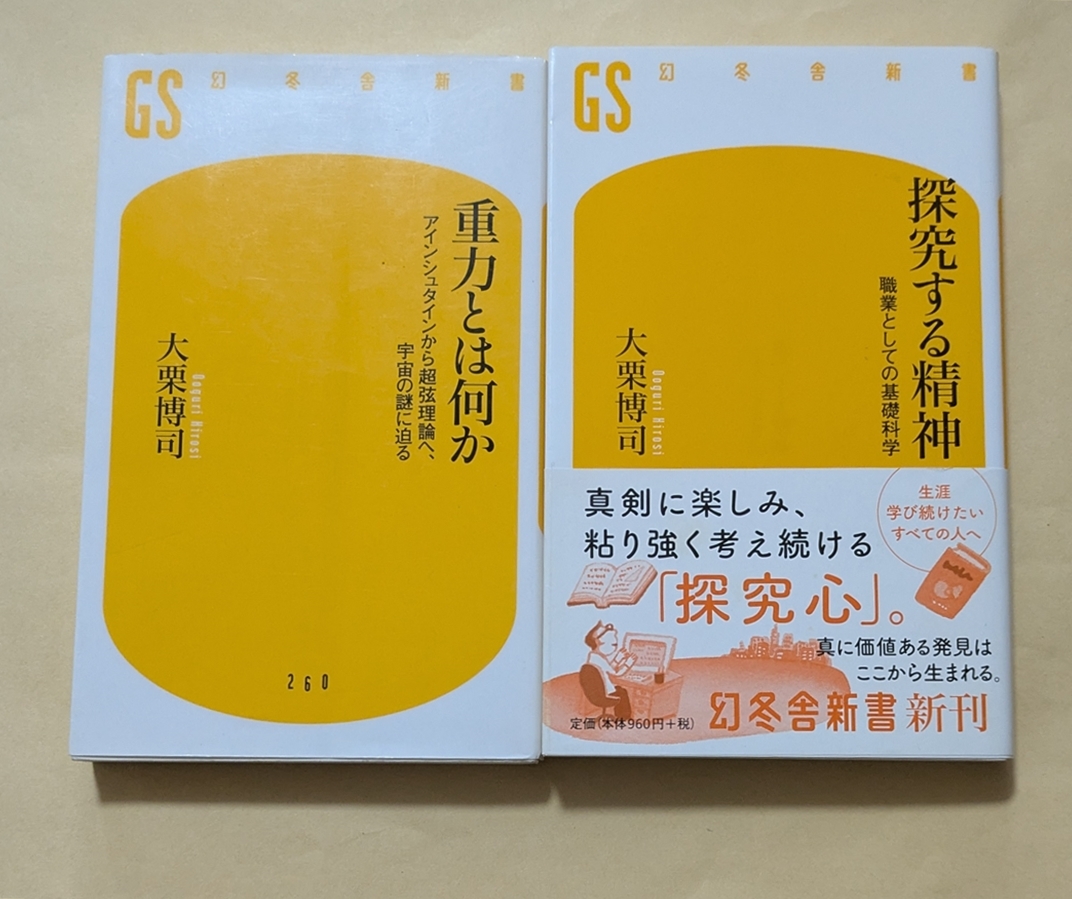 GS 幻冬舎新書
重力とは何か
アインシュタインから超弦理論へ、
宇宙の謎に迫る
大栗博司
Ooguri Hirosi
260
GS 幻冬舎新書
探究する精神
職業としての基礎科学
大栗博司
Ooguri Hirosi
真剣に楽しみ、
粘り強く考え続ける
「探究心」。
生涯
学び続けたい
すべての人へ
真に価値ある発見は
ここから生まれる。
定価(本体960円+税)
幻冬舎新書 新刊